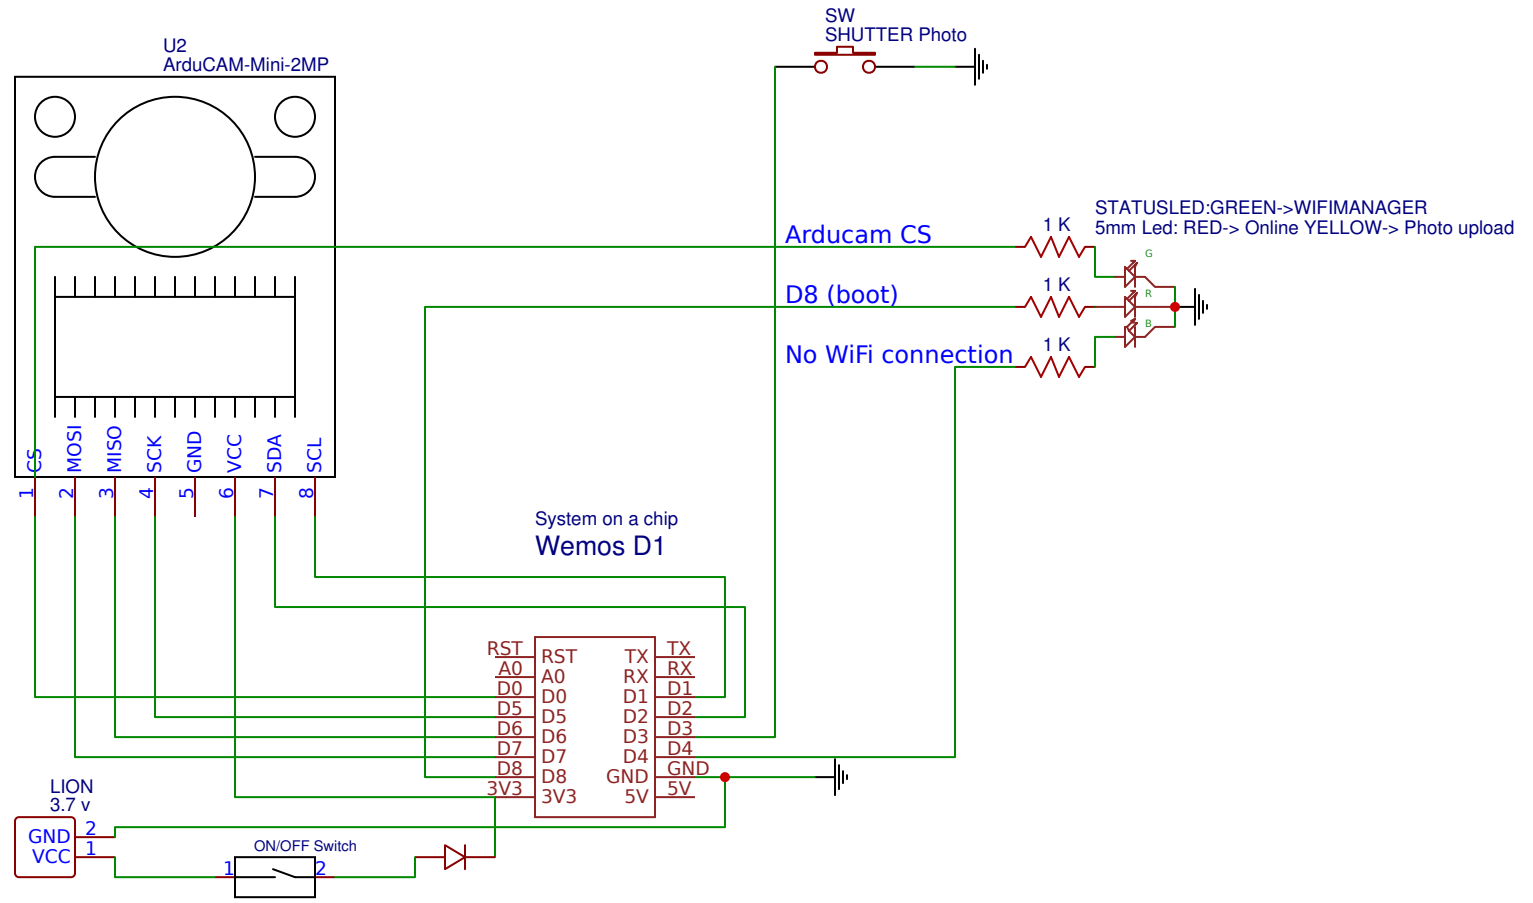 SW
SHUTTER Photo
U2
ArduCAM-Mini-2MP
STATUSLED:GREEN->WIFIMANAGER
5mm Led: RED-> Online YELLOW-> Photo upload
Arducam CS
1 K
G
D8 (boot)
1 K
R
No WiFi connection
1 K
B
CS
MOSI
MISO
SCK
GND
VCC
SDA
SCL
1
2
3
4
5
6
7
8
System on a chip
Wemos D1
RST RST TX TX
A0 A0 RX RX
D0 D0 D1 D1
D5 D5 D2 D2
D6 D6 D3 D3
D7 D7 D4 D4
D8 D8 GND GND
3V3 3V3 5V 5V
LION
3.7 v
GND 2
VCC 1
ON/OFF Switch
1 2